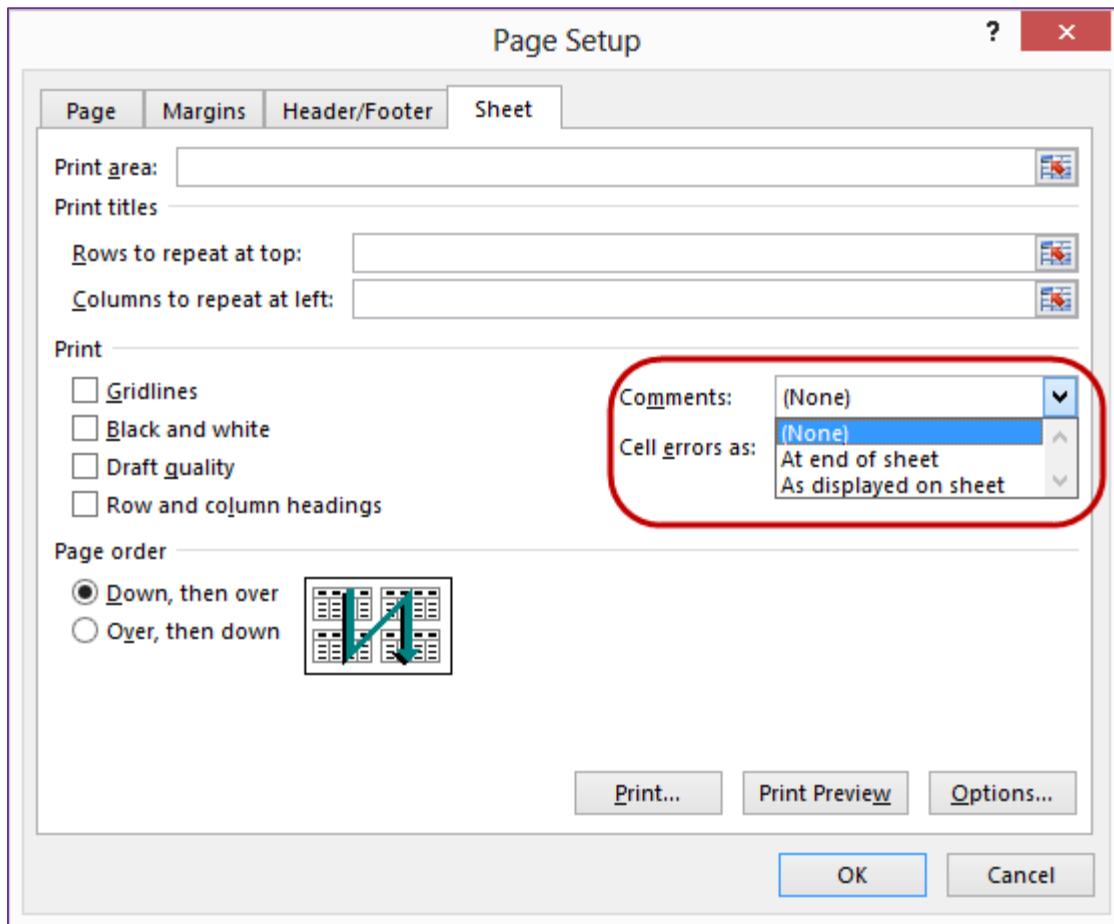 Page Setup
?
Page Margins Header/Footer Sheet
Print area:
Print titles
Rows to repeat at top:
Columns to repeat at left:
Print
Gridlines
Black and white
Draft quality
Row and column headings
Comments: (None)
Cell errors as:
(None)
At end of sheet
As displayed on sheet
Page order
Down, then over
Over, then down
Print... Print Preview Options...
OK Cancel